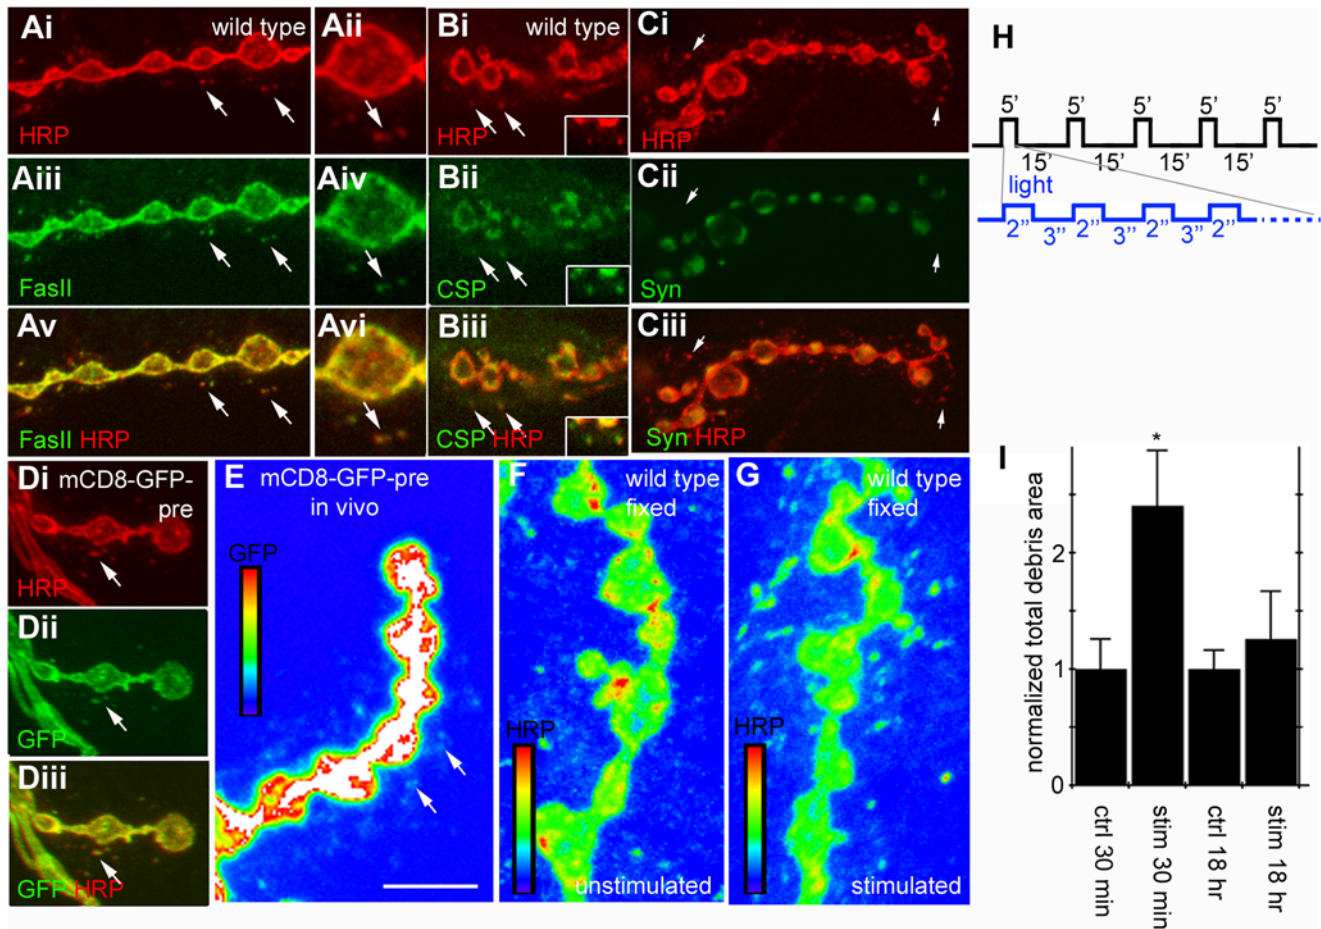 Ai
wild type
HRP
Aii
Bi
wild type
HRP
Ci
HRP
H
5’ 5’ 5’ 5’ 5’
15’ 15’ 15’ 15’
light
2’’ 2’’ 2’’ 2’’
3’’ 3’’ 3’’
Aiii
FasII
Aiv
Bii
CSP
Cii
Syn
Av
FasII HRP
Avi
Biii
CSP HRP
Ciii
Syn HRP
Di
mCD8-GFP-
pre
HRP
Dii
GFP
Diii
GFP HRP
E
mCD8-GFP-pre
in vivo
GFP
F
wild type
fixed
HRP
unstimulated
G
wild type
fixed
HRP
stimulated
I
*
normalized total debris area
2
1
0
ctrl 30 min
stim 30 min
ctrl 18 hr
stim 18 hr